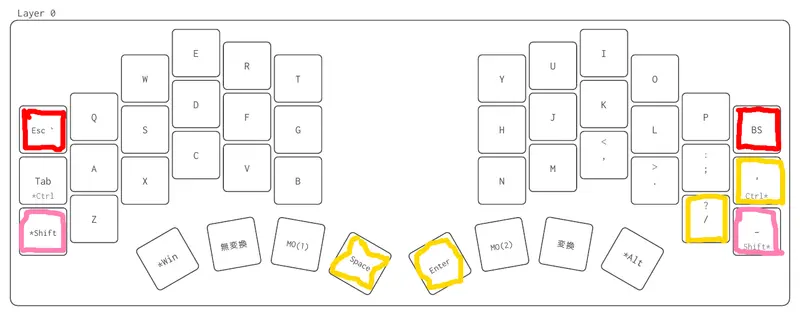 Layer 0
E
I
W
R
U
O
T
Y
Q
D
K
P
Esc `
S
F
J
L
BS
G
H
A
C
<
,
:
;
Tab
*Ctrl
X
V
M
>
.
'
Ctrl*
B
N
*Shift
Z
?
/
-
Shift*
*Win
無変換
MO(1)
Space
Enter
MO(2)
変換
*Alt